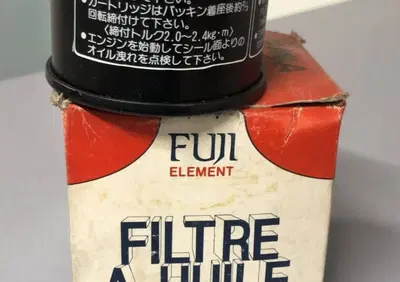 •カートリッジはパッキン着座後約⅔
回転締付けて下さい。
〈締付トルク2.0〜2.4kg·m〉
•エンジンを始動してシール面よりの
オイル洩れを点検して下さい。
FUJI
ELEMENT
FILTRE
A HUILE